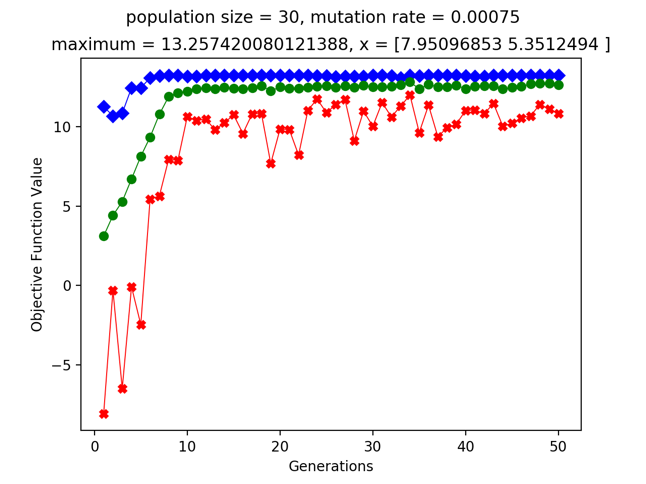 population size = 30, mutation rate = 0.00075
maximum = 13.257420080121388, x = [7.95096853 5.3512494 ]
10
5
0
−5
Objective Function Value
0 10 20 30 40 50
Generations